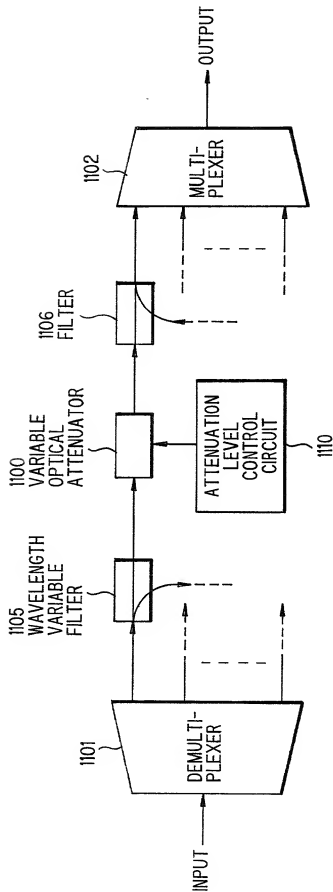 INPUT
1101
DEMULTI-
PLEXER
1105
WAVELENGTH
VARIABLE
FILTER
1100
VARIABLE
OPTICAL
ATTENUATOR
ATTENUATION
LEVEL
CONTROL
CIRCUIT
1110
1106
FILTER
1102
MULTI-
PLEXER
OUTPUT